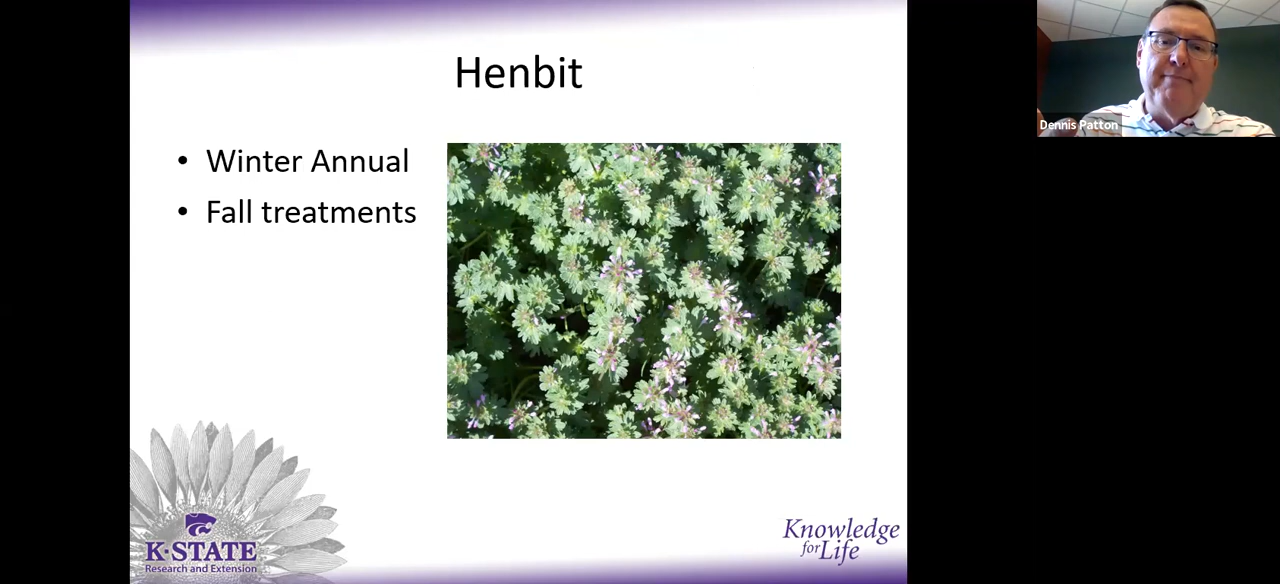 Henbit
• Winter Annual
• Fall treatments
K-STATE
Research and Extension
Knowledge
for Life
Dennis Patton